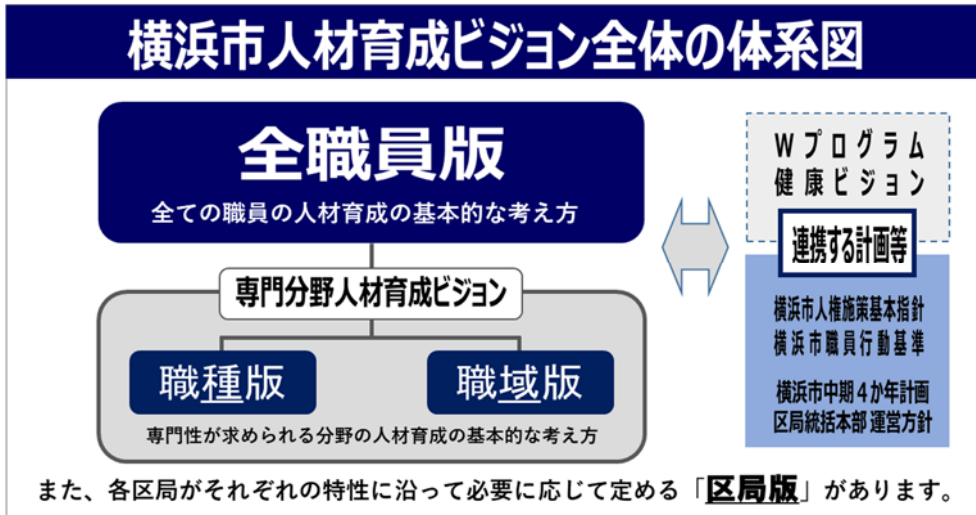 横浜市人材育成ビジョン全体の体系図
全職員版
全ての職員の人材育成の基本的な考え方
専門分野人材育成ビジョン
職種版
職域版
専門性が求められる分野の人材育成の基本的な考え方
Wプログラム
健康ビジョン
連携する計画等
横浜市人権施策基本指針
横浜市職員行動基準
横浜市中期4か年計画
区局統括本部運営方針
また、各区局がそれぞれの特性に沿って必要に応じて定める「区局版」があります。